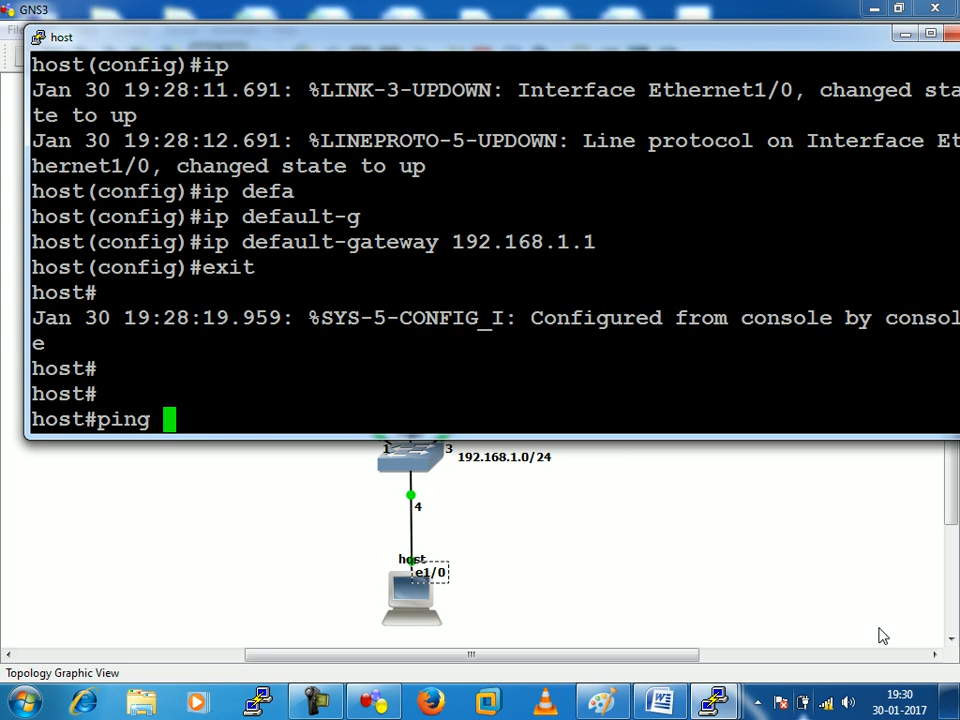 GNS3
host
host(config)#ip
Jan 30 19:28:11.691: %LINK-3-UPDOWN: Interface Ethernet1/0, changed sta
te to up
Jan 30 19:28:12.691: %LINEPROTO-5-UPDOWN: Line protocol on Interface Et
hernet1/0, changed state to up
host(config)#ip defa
host(config)#ip default-g
host(config)#ip default-gateway 192.168.1.1
host(config)#exit
host#
Jan 30 19:28:19.959: %SYS-5-CONFIG_I: Configured from console by consol
e
host#
host#
host#ping
1 3 192.168.1.0/24
4
host
e1/0
Topology Graphic View
19:30
30-01-2017